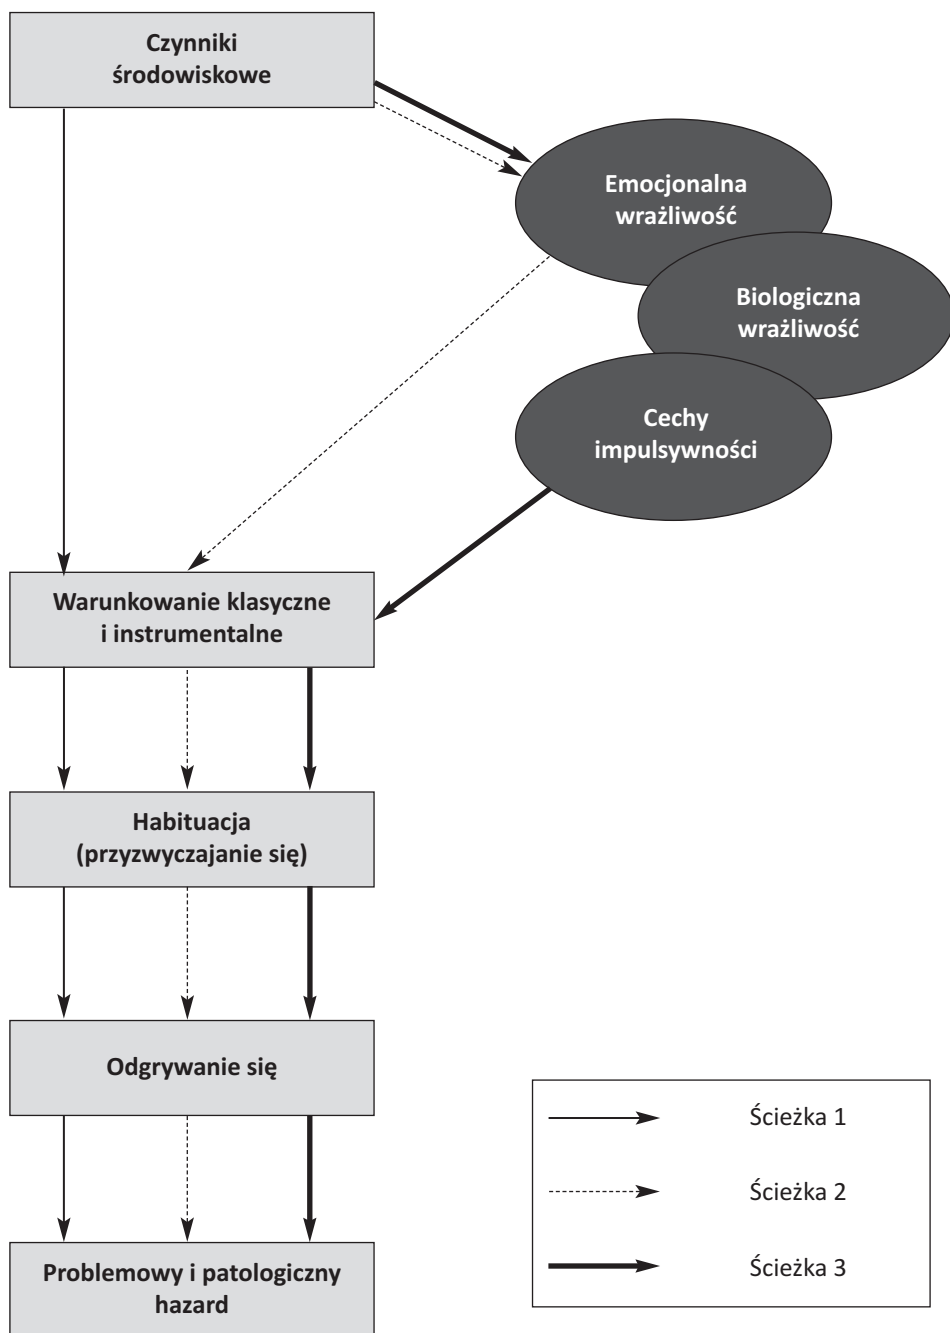 Czynniki
środowiskowe
Emocjonalna
wrażliwość
Biologiczna
wrażliwość
Cechy
impulsywności
Warunkowanie klasyczne
i instrumentalne
Habituacja
(przyzwyczajanie się)
Odgrywanie się
Problemowy i patologiczny
hazard
Ścieżka 1
Ścieżka 2
Ścieżka 3